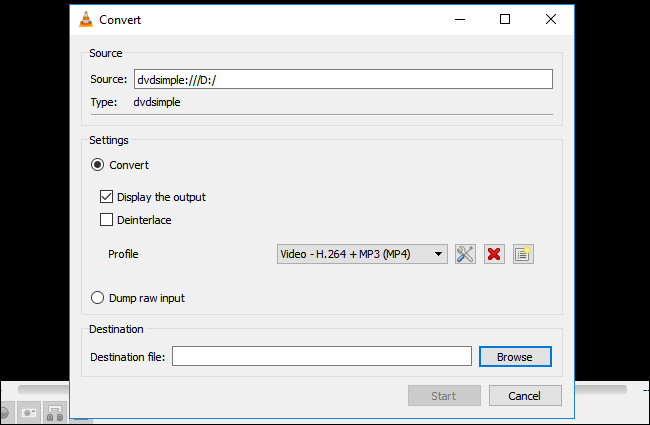 Convert
Source
Source: dvdsimple:///D:/
Type: dvdsimple
Settings
Convert
Display the output
Deinterlace
Profile Video - H.264 + MP3 (MP4)
Dump raw input
Destination
Destination file: Browse
Start Cancel